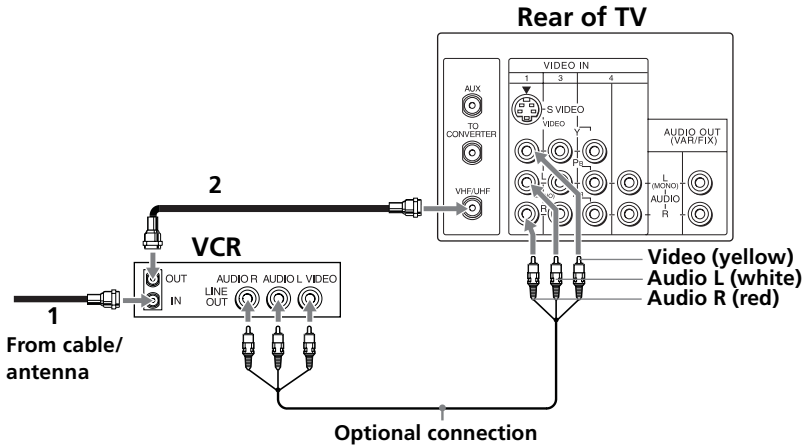 Rear of TV
VIDEO IN
1 3 4
AUX
S VIDEO
VIDEO
TO
CONVERTER
Y
AUDIO OUT
(VAR/FIX)
PB
2
VHF/UHF
L
L
(MONO)
AUDIO
R
R
VCR
Video (yellow)
Audio L (white)
Audio R (red)
OUT
AUDIO R AUDIO L VIDEO
LINE
OUT
IN
1
From cable/
antenna
Optional connection